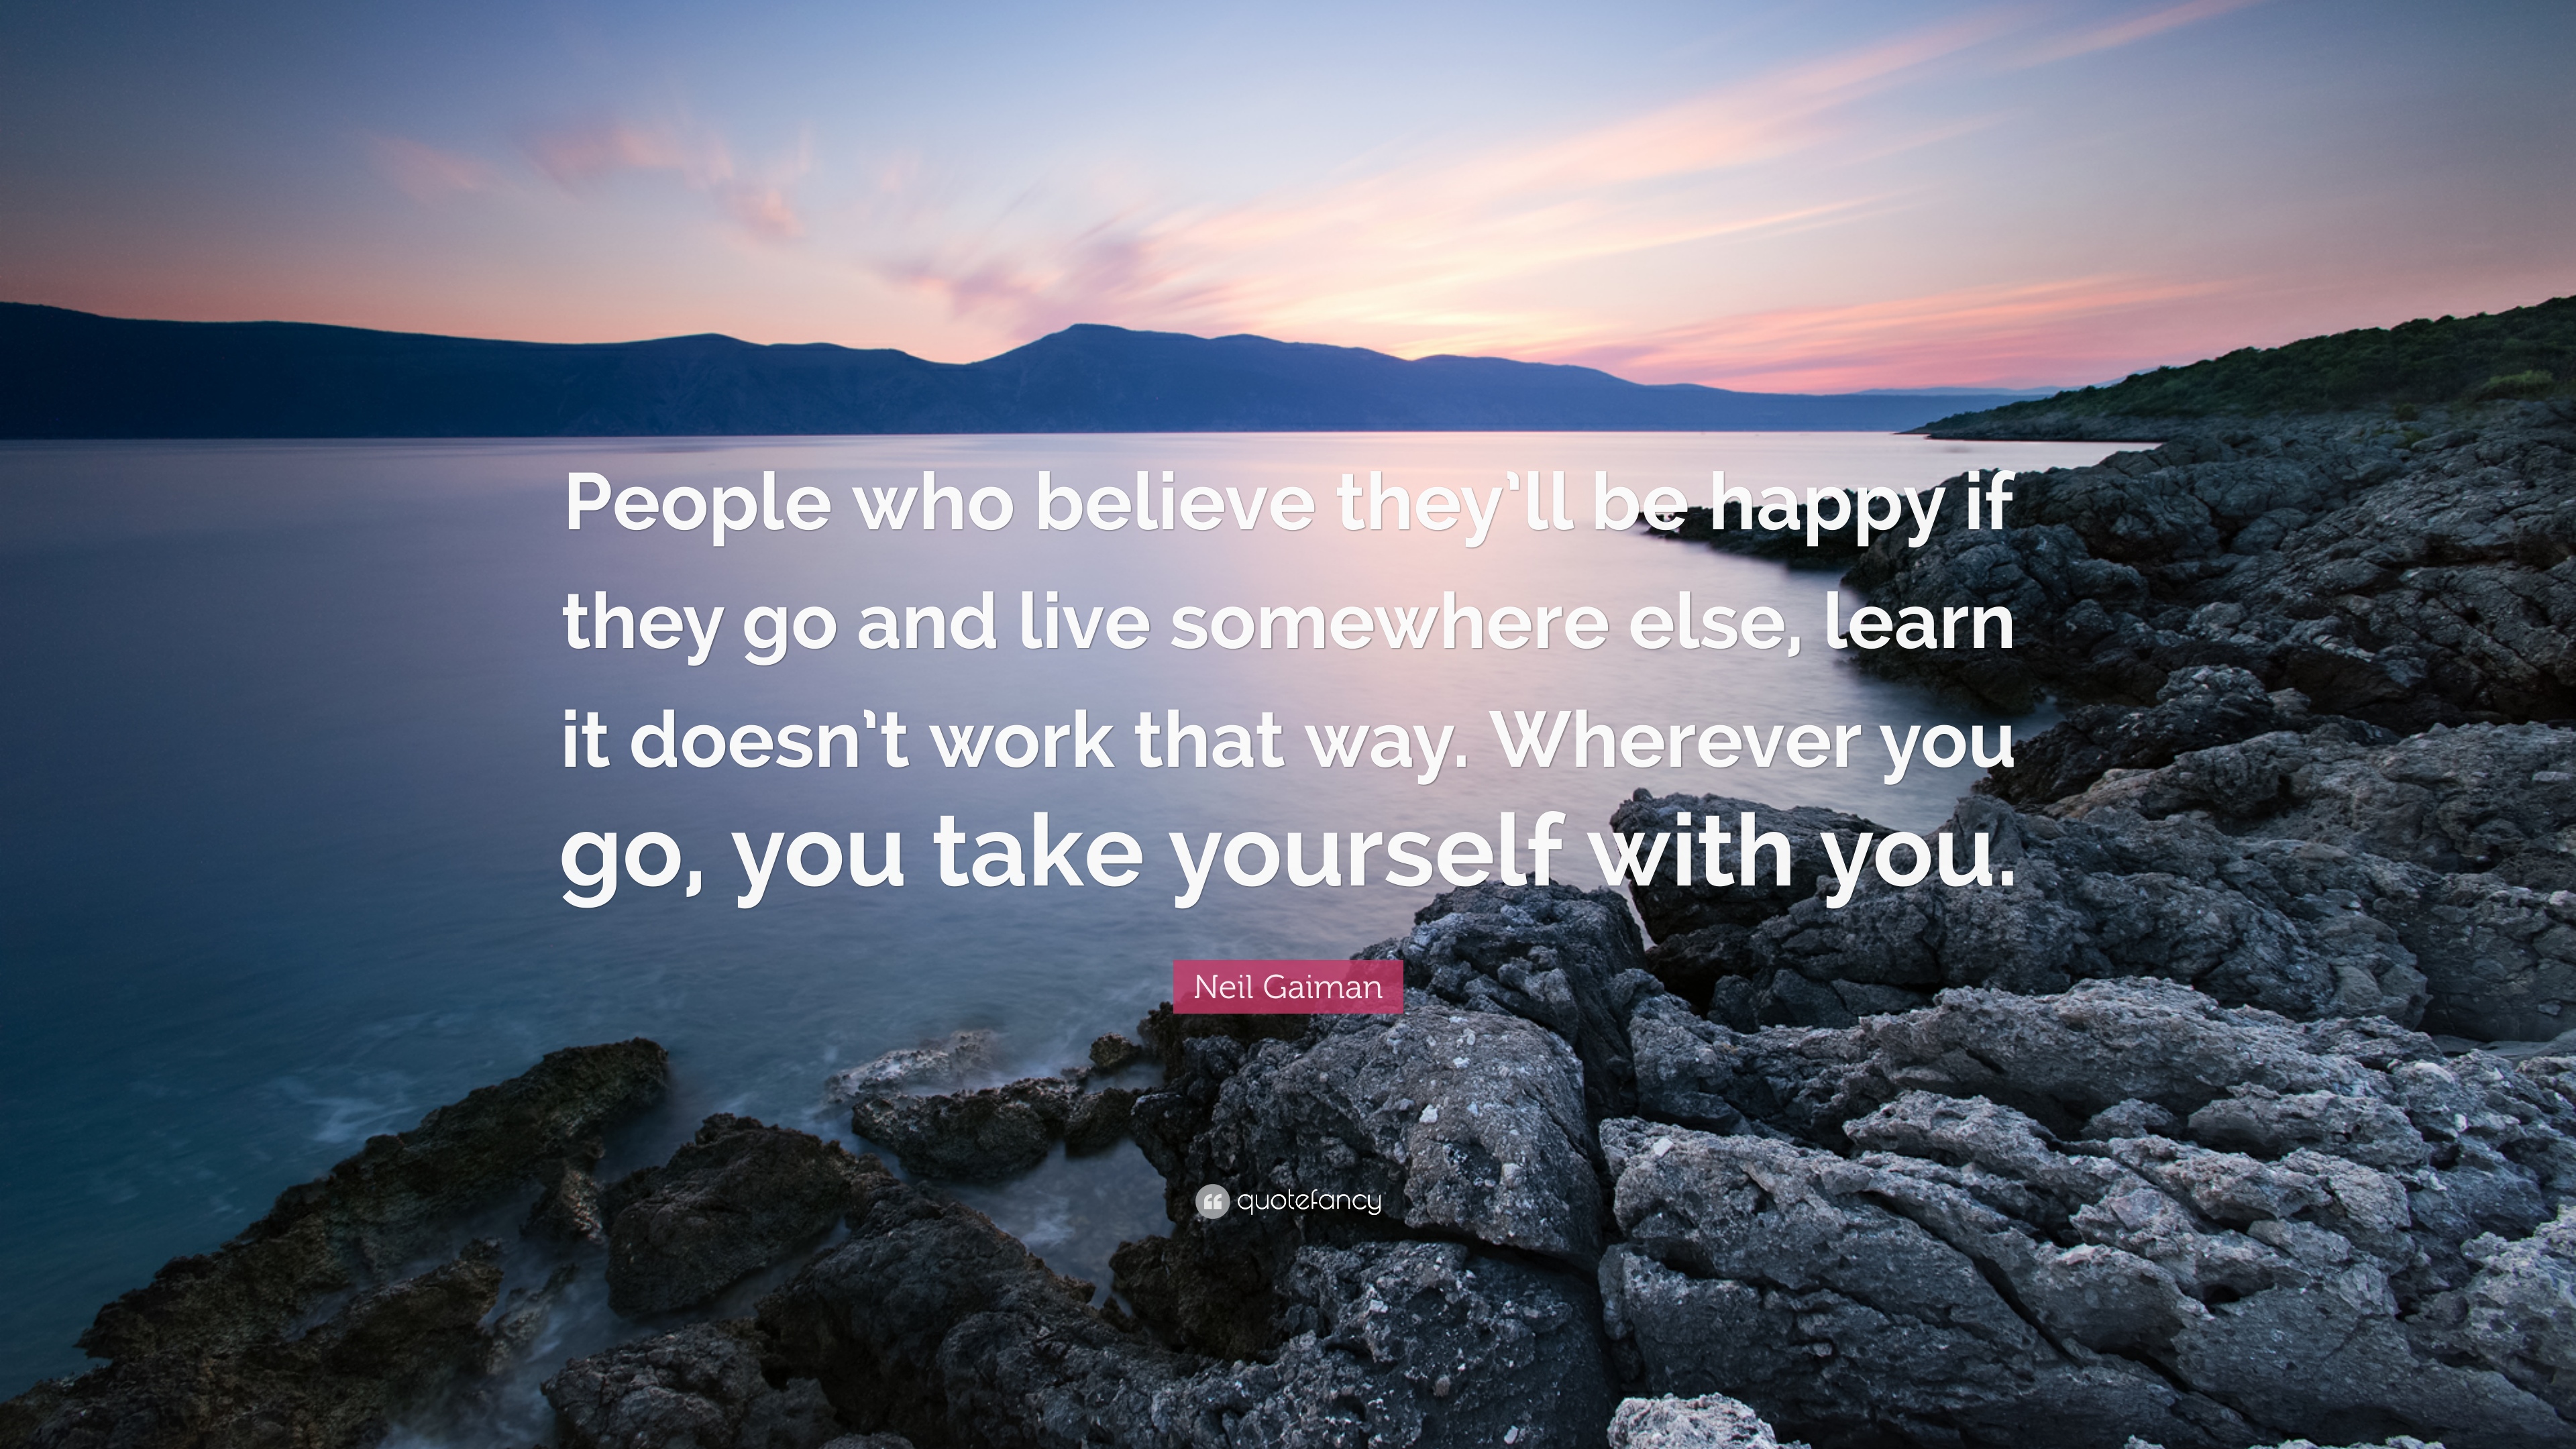 People who believe they’ll be happy if
they go and live somewhere else, learn
it doesn’t work that way. Wherever you
go, you take yourself with you.
Neil Gaiman
quotefancy